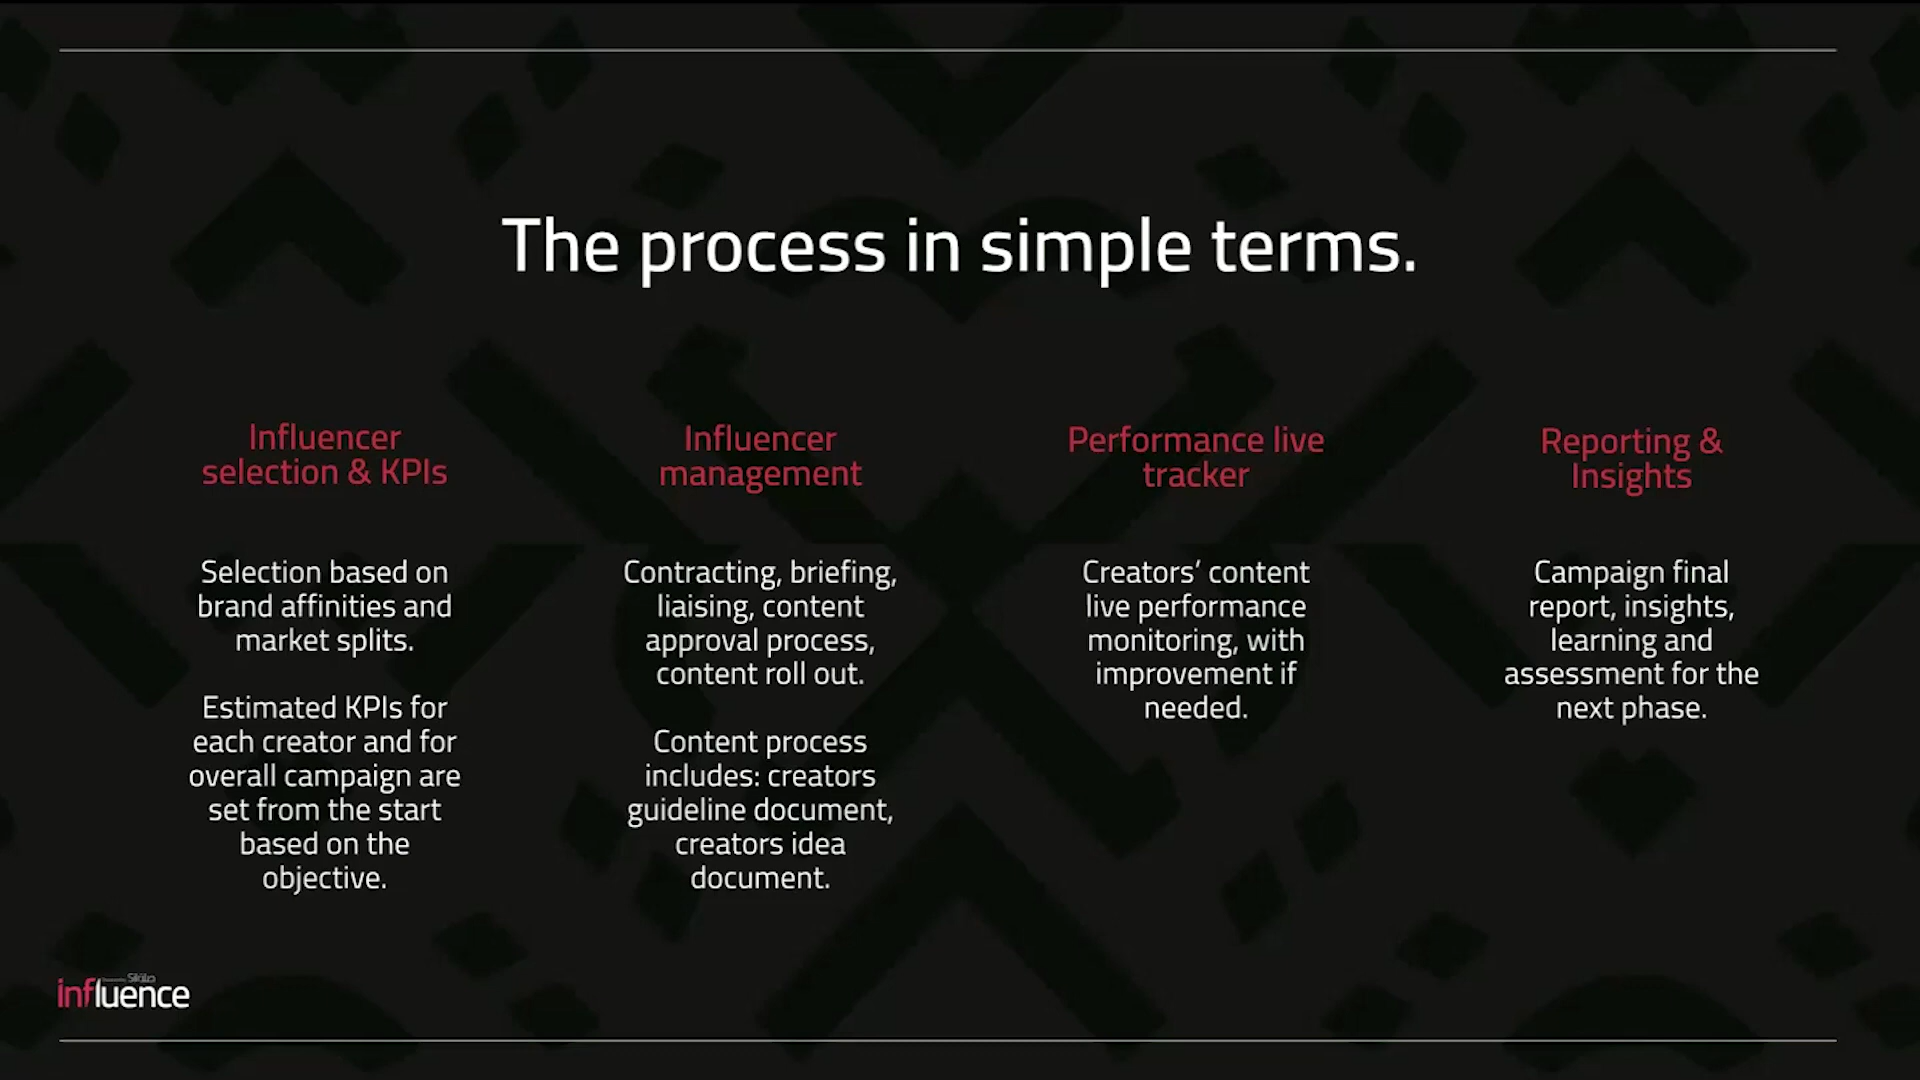 The process in simple terms.
Influencer
selection & KPIs
Selection based on
brand affinities and
market splits.
Estimated KPIs for
each creator and for
overall campaign are
set from the start
based on the
objective.
Influencer
management
Contracting, briefing,
liaising, content
approval process,
content roll out.
Content process
includes: creators
guideline document,
creators idea
document.
Performance live
tracker
Creators’ content
live performance
monitoring, with
improvement if
needed.
Reporting &
Insights
Campaign final
report, insights,
learning and
assessment for the
next phase.
influence